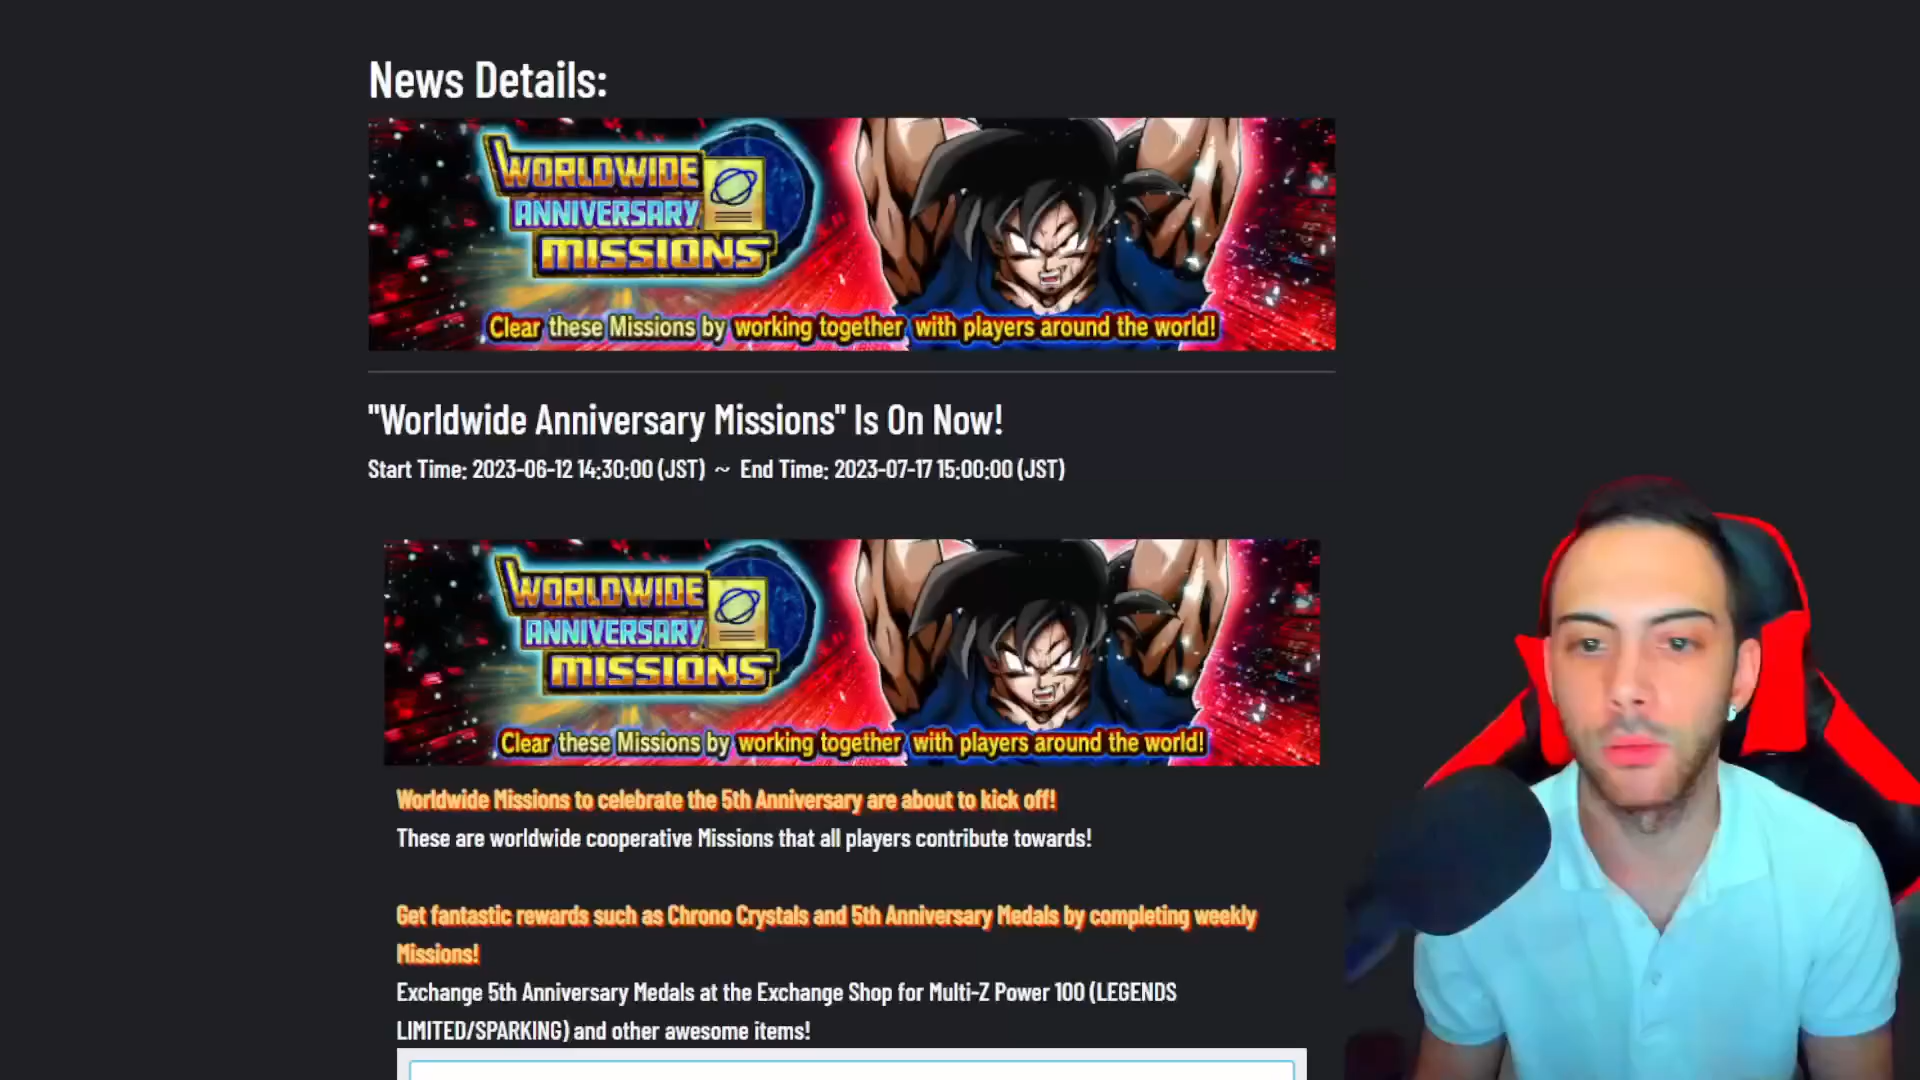 News Details:
WORLDWIDE
ANNIVERSARY
MISSIONS
Clear these Missions by working together with players around the world!
"Worldwide Anniversary Missions" Is On Now!
Start Time: 2023-06-12 14:30:00 (JST) ～ End Time: 2023-07-17 15:00:00 (JST)
WORLDWIDE
ANNIVERSARY
MISSIONS
Clear these Missions by working together with players around the world!
Worldwide Missions to celebrate the 5th Anniversary are about to kick off!
These are worldwide cooperative Missions that all players contribute towards!
Get fantastic rewards such as Chrono Crystals and 5th Anniversary Medals by completing weekly
Missions!
Exchange 5th Anniversary Medals at the Exchange Shop for Multi-Z Power 100 (LEGENDS
LIMITED/SPARKING) and other awesome items!